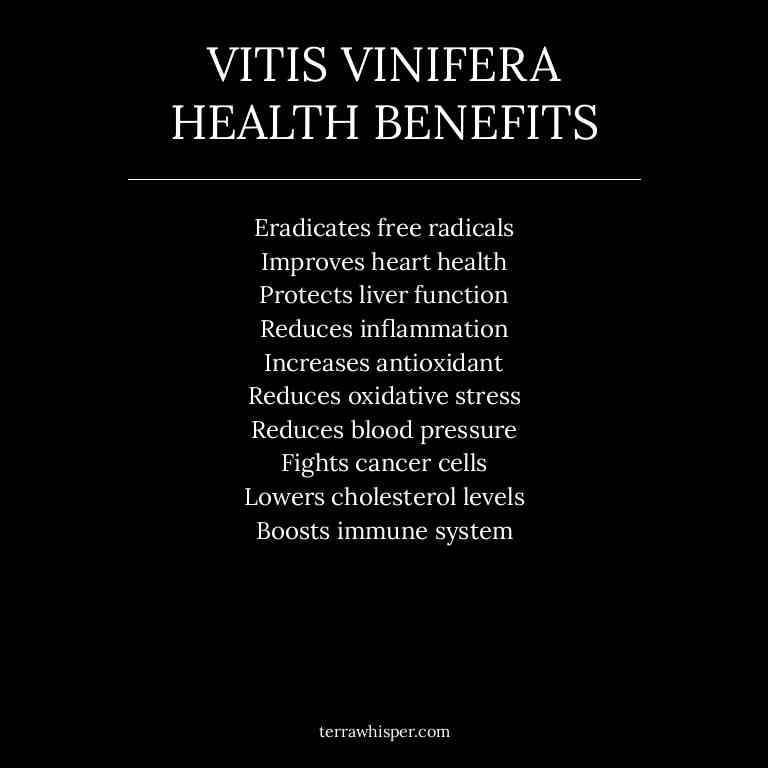 VITIS VINIFERA
HEALTH BENEFITS
Eradicates free radicals
Improves heart health
Protects liver function
Reduces inflammation
Increases antioxidant
Reduces oxidative stress
Reduces blood pressure
Fights cancer cells
Lowers cholesterol levels
Boosts immune system
terrawhisper.com